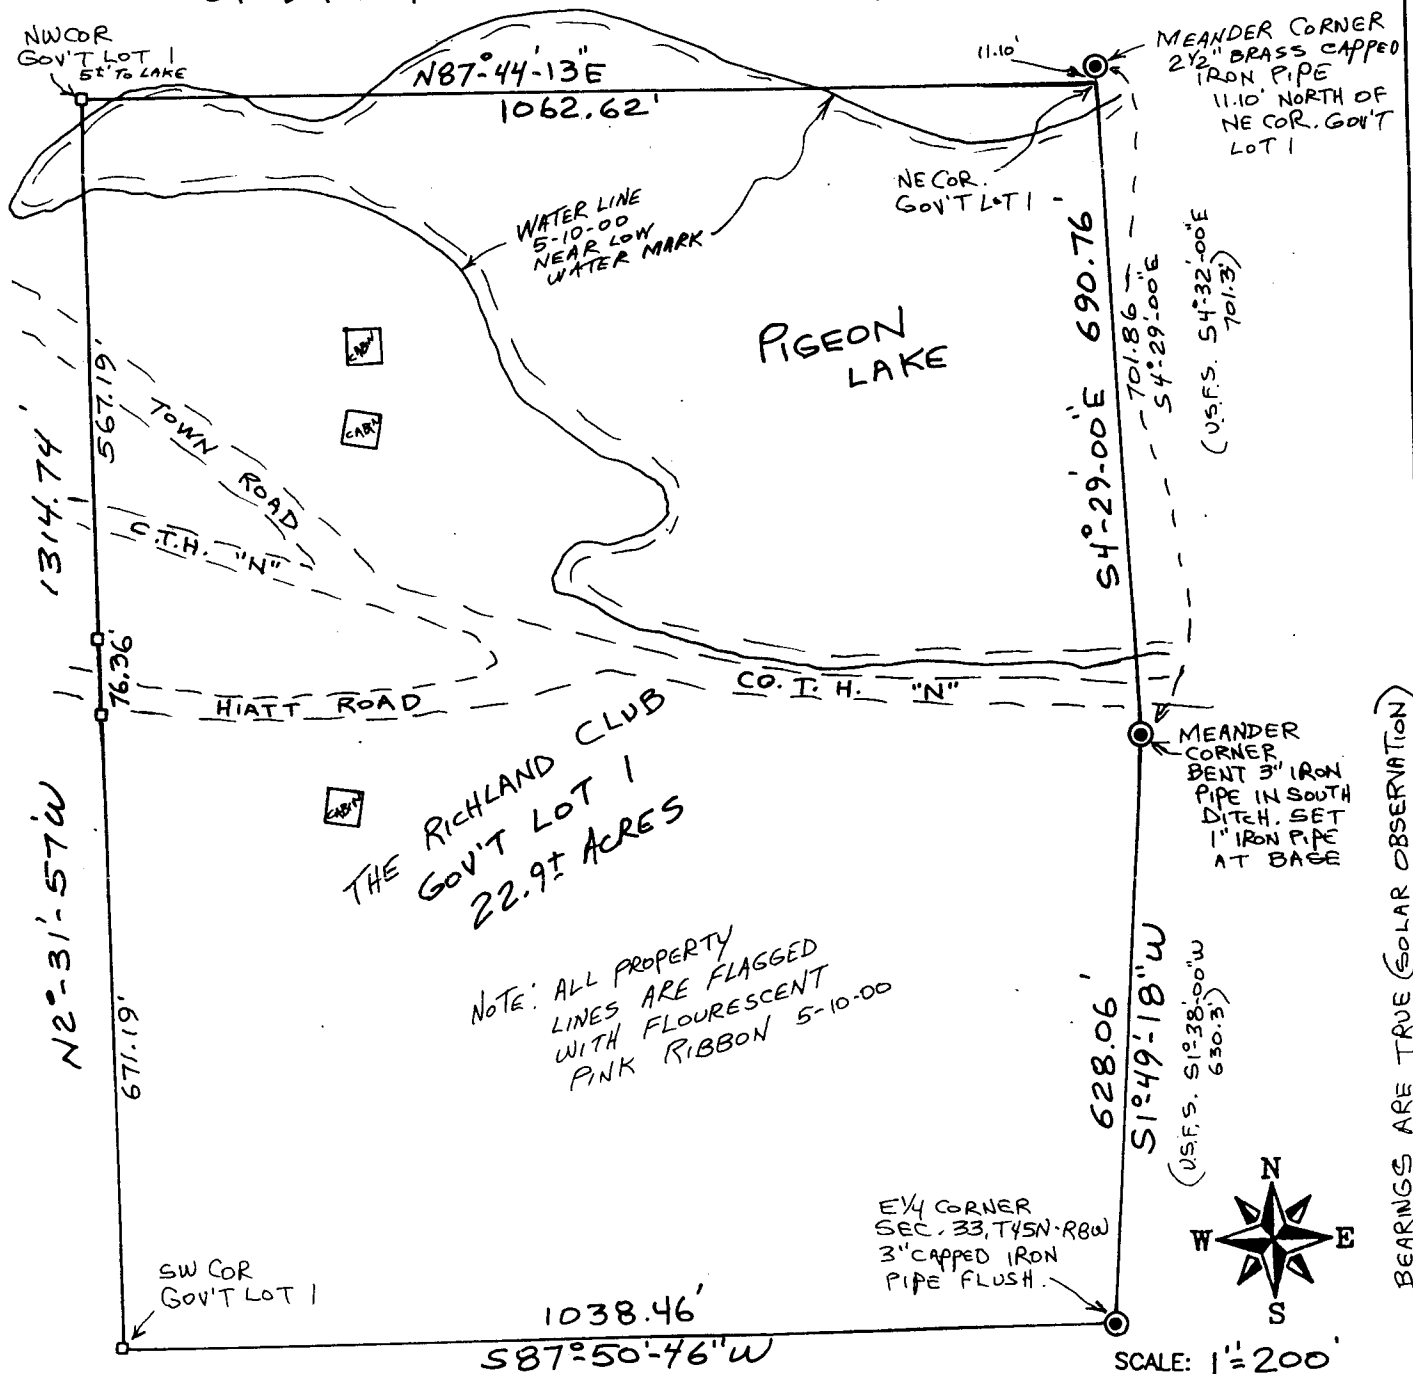 NW COR
GOV'T LOT 1
5±' TO LAKE
N87°-44'-13"E
1062.62'
11.10'
MEANDER CORNER
2½" BRASS CAPPED
IRON PIPE
11.10' NORTH OF
NE COR. GOV'T
LOT 1
NE COR.
GOV'T LOT 1
WATER LINE
5-10-00
NEAR LOW
WATER MARK
PIGEON
LAKE
CABIN
CABIN
690.76
S4°-29'-00"E
701.86
S4°-29'-00"E
(U.S.F.S. S4°-32'-00"E
701.3')
567.19'
1314.74'
TOWN ROAD
C.T.H. "N"
76.36'
HIATT ROAD
CO. T. H. "N"
MEANDER
CORNER
BENT 3" IRON
PIPE IN SOUTH
DITCH. SET
1" IRON PIPE
AT BASE
CABIN
THE RICHLAND CLUB
GOV'T LOT 1
22.9± ACRES
N2°-31'-57"W
671.19'
NOTE: ALL PROPERTY
LINES ARE FLAGGED
WITH FLOURESCENT
PINK RIBBON 5-10-00
628.06'
S1°-49'-18"W
(U.S.F.S. S1°-38'-00"W
630.3')
BEARINGS ARE TRUE (SOLAR OBSERVATION)
E¼ CORNER
SEC. 33, T45N-R8W
3" CAPPED IRON
PIPE FLUSH.
N
W E
S
SW COR
GOV'T LOT 1
1038.46'
S87°-50'-46"W
SCALE: 1"=200'